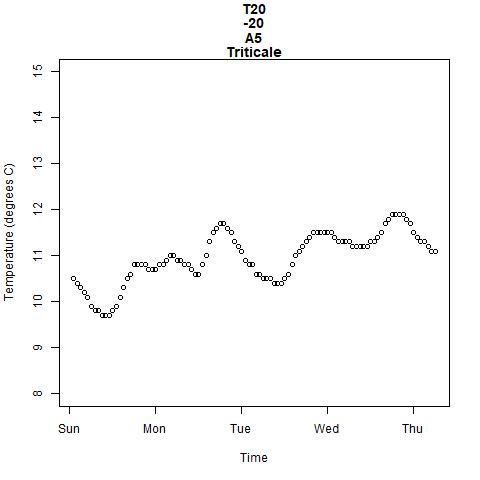 T20
-20
A5
Triticale
15
14
13
12
11
10
9
8
Temperature (degrees C)
Sun Mon Tue Wed Thu
Time